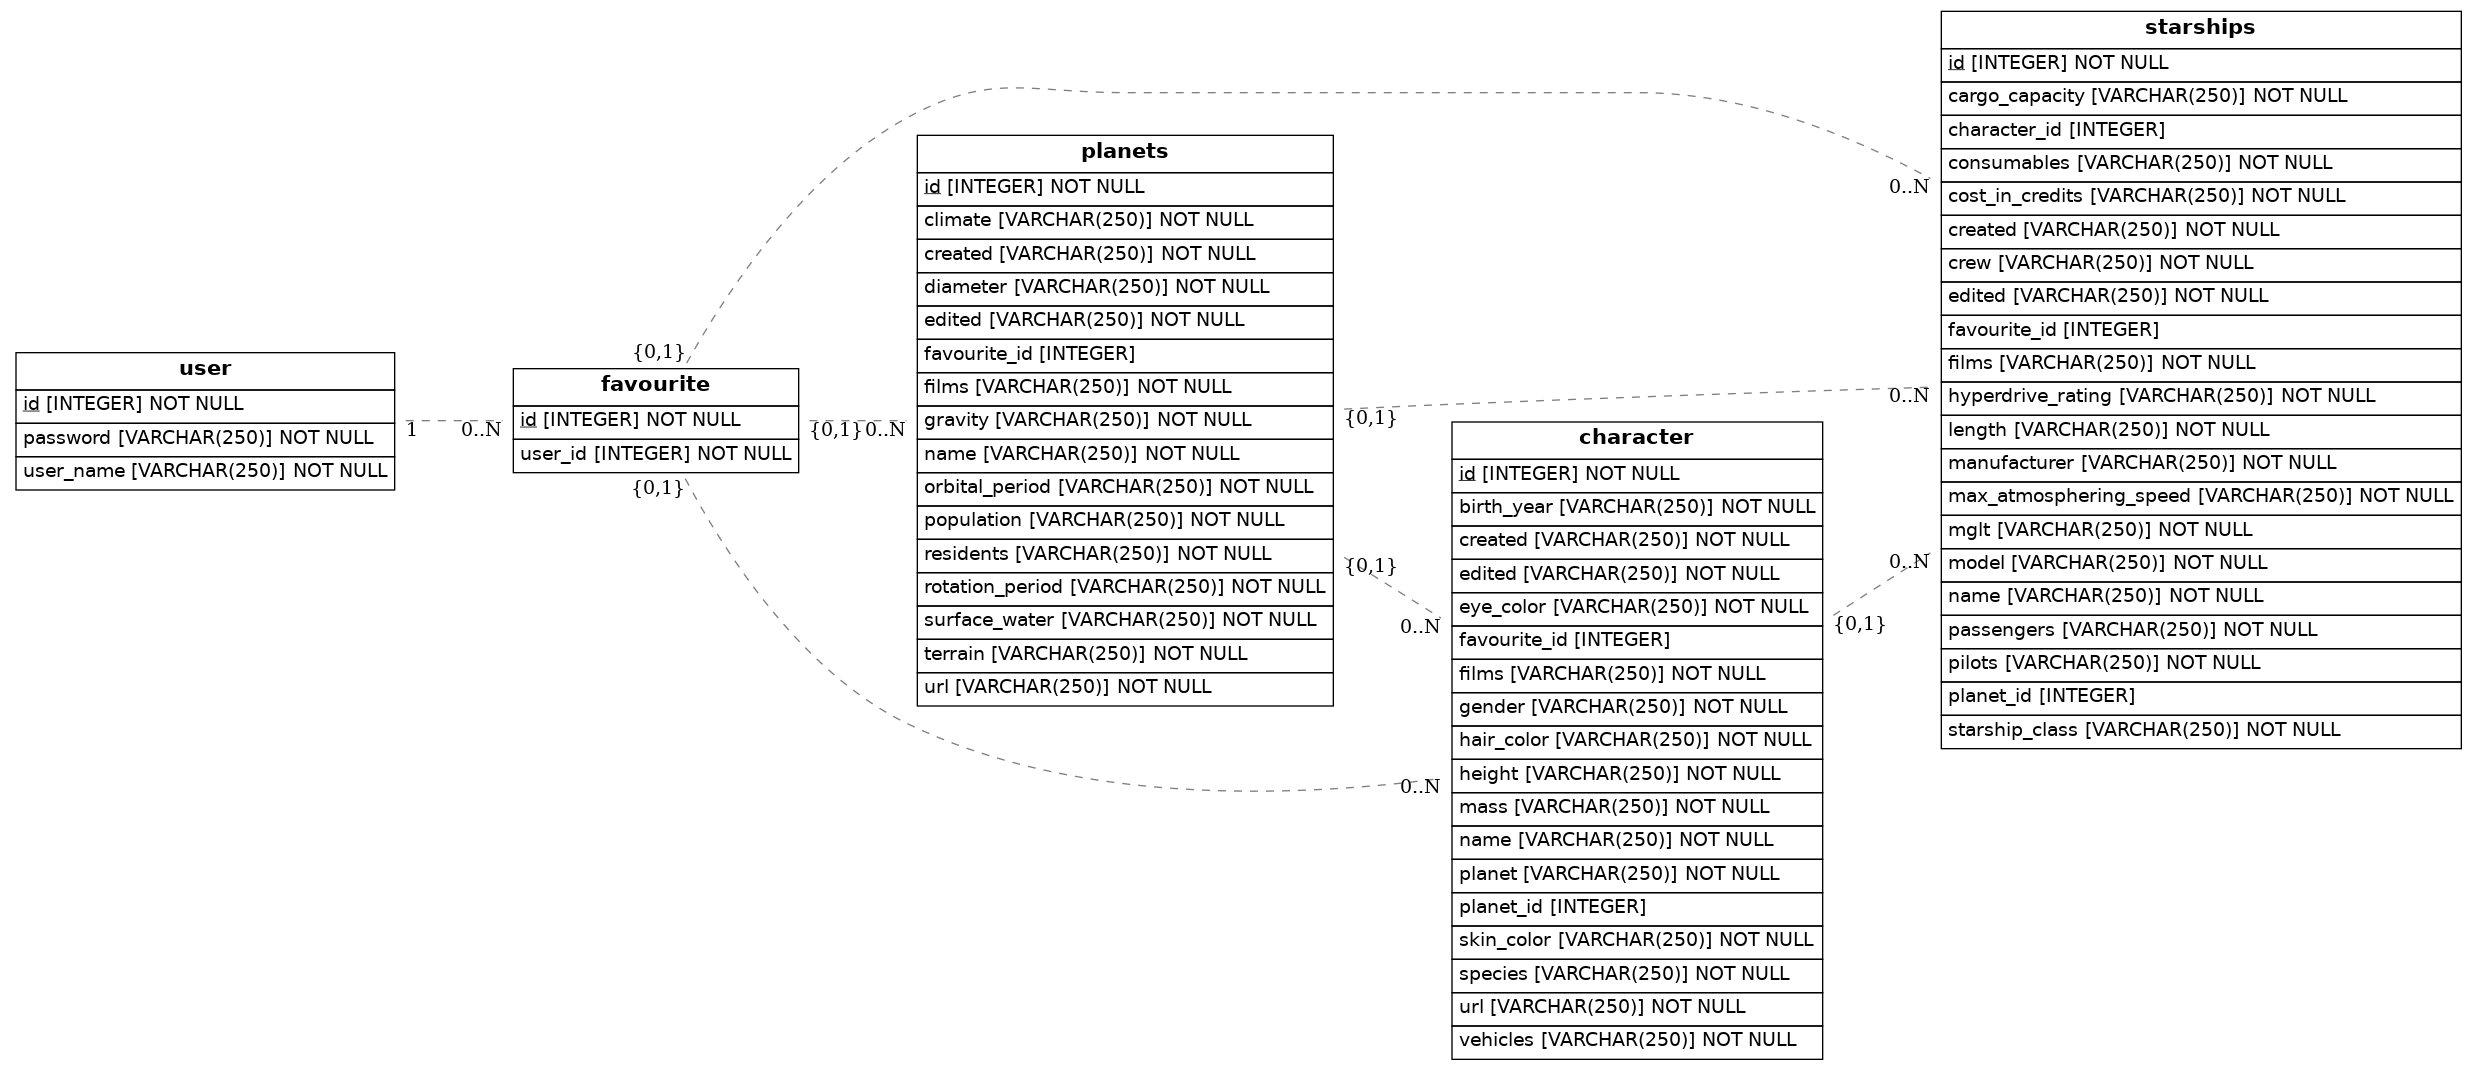 user
id [INTEGER] NOT NULL
password [VARCHAR(250)] NOT NULL
user_name [VARCHAR(250)] NOT NULL
1
0..N
{0,1}
favourite
id [INTEGER] NOT NULL
user_id [INTEGER] NOT NULL
{0,1}
{0,1}
0..N
planets
id [INTEGER] NOT NULL
climate [VARCHAR(250)] NOT NULL
created [VARCHAR(250)] NOT NULL
diameter [VARCHAR(250)] NOT NULL
edited [VARCHAR(250)] NOT NULL
favourite_id [INTEGER]
films [VARCHAR(250)] NOT NULL
gravity [VARCHAR(250)] NOT NULL
name [VARCHAR(250)] NOT NULL
orbital_period [VARCHAR(250)] NOT NULL
population [VARCHAR(250)] NOT NULL
residents [VARCHAR(250)] NOT NULL
rotation_period [VARCHAR(250)] NOT NULL
surface_water [VARCHAR(250)] NOT NULL
terrain [VARCHAR(250)] NOT NULL
url [VARCHAR(250)] NOT NULL
{0,1}
{0,1}
0..N
0..N
character
id [INTEGER] NOT NULL
birth_year [VARCHAR(250)] NOT NULL
created [VARCHAR(250)] NOT NULL
edited [VARCHAR(250)] NOT NULL
eye_color [VARCHAR(250)] NOT NULL
favourite_id [INTEGER]
films [VARCHAR(250)] NOT NULL
gender [VARCHAR(250)] NOT NULL
hair_color [VARCHAR(250)] NOT NULL
height [VARCHAR(250)] NOT NULL
mass [VARCHAR(250)] NOT NULL
name [VARCHAR(250)] NOT NULL
planet [VARCHAR(250)] NOT NULL
planet_id [INTEGER]
skin_color [VARCHAR(250)] NOT NULL
species [VARCHAR(250)] NOT NULL
url [VARCHAR(250)] NOT NULL
vehicles [VARCHAR(250)] NOT NULL
{0,1}
0..N
0..N
0..N
starships
id [INTEGER] NOT NULL
cargo_capacity [VARCHAR(250)] NOT NULL
character_id [INTEGER]
consumables [VARCHAR(250)] NOT NULL
cost_in_credits [VARCHAR(250)] NOT NULL
created [VARCHAR(250)] NOT NULL
crew [VARCHAR(250)] NOT NULL
edited [VARCHAR(250)] NOT NULL
favourite_id [INTEGER]
films [VARCHAR(250)] NOT NULL
hyperdrive_rating [VARCHAR(250)] NOT NULL
length [VARCHAR(250)] NOT NULL
manufacturer [VARCHAR(250)] NOT NULL
max_atmosphering_speed [VARCHAR(250)] NOT NULL
mglt [VARCHAR(250)] NOT NULL
model [VARCHAR(250)] NOT NULL
name [VARCHAR(250)] NOT NULL
passengers [VARCHAR(250)] NOT NULL
pilots [VARCHAR(250)] NOT NULL
planet_id [INTEGER]
starship_class [VARCHAR(250)] NOT NULL